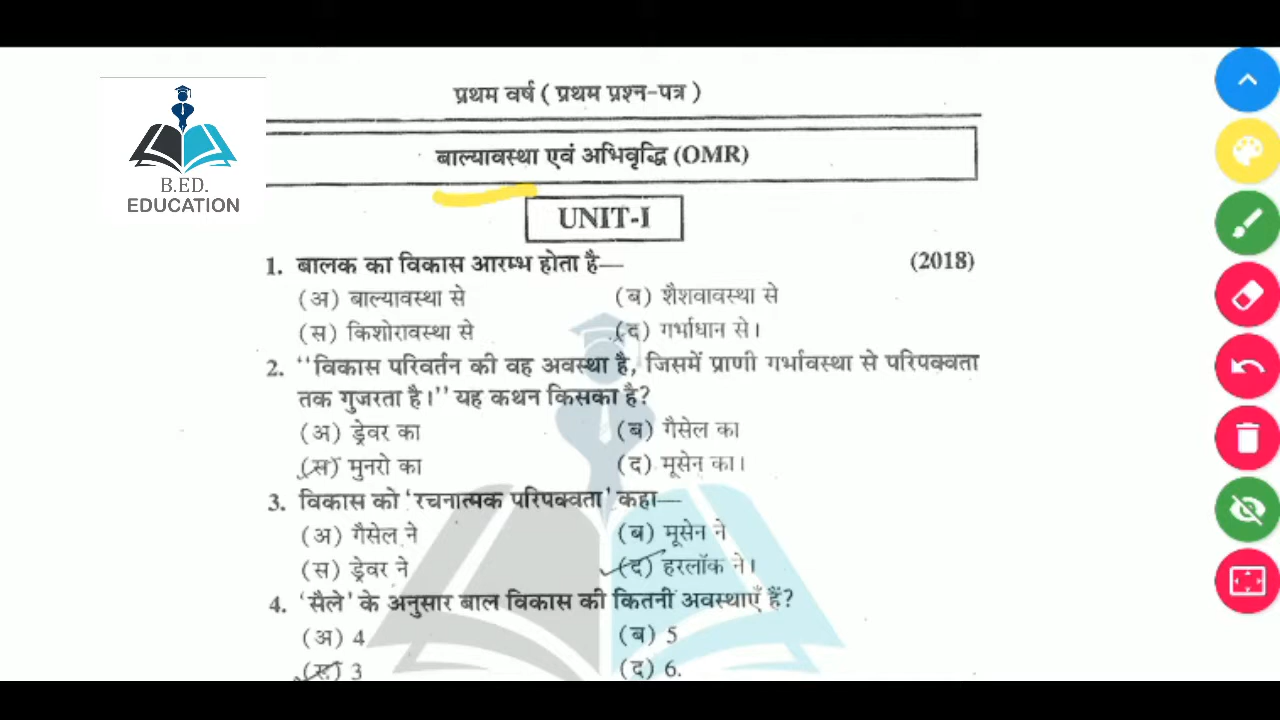 प्रथम वर्ष ( प्रथम प्रश्न-पत्र )
बाल्यावस्था एवं अभिवृद्धि (OMR)
B.ED.
EDUCATION
UNIT-I
1. बालक का विकास आरम्भ होता है— (2018)
(अ) बाल्यावस्था से (ब) शैशवावस्था से
(स) किशोरावस्था से (द) गर्भाधान से।
2. ‘‘विकास परिवर्तन की वह अवस्था है, जिसमें प्राणी गर्भावस्था से परिपक्वता
तक गुजरता है।’’ यह कथन किसका है?
(अ) ड्रेवर का (ब) गैसेल का
(स) मुनरो का (द) मूसेन का।
3. विकास को ‘रचनात्मक परिपक्वता’ कहा—
(अ) गैसेल ने (ब) मूसेन ने
(स) ड्रेवर ने (द) हरलॉक ने।
4. ‘सैले’ के अनुसार बाल विकास की कितनी अवस्थाएँ हैं?
(अ) 4 (ब) 5
(स) 3 (द) 6.